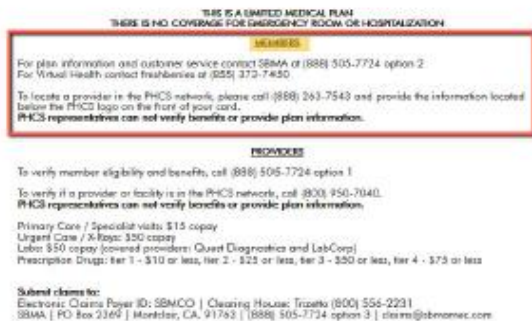 THIS IS A LIMITED MEDICAL PLAN
THERE IS NO COVERAGE FOR EMERGENCY ROOM OR HOSPITALIZATION
MEMBERS
For plan information and customer service contact SBMA at (888) 505-7724 option 2
For Virtual Health contact freshbenies at (855) 373-7450
To locate a provider in the PHCS network, please call (888) 263-7543 and provide the information located
below the PHCS logo on the front of your card.
PHCS representatives can not verify benefits or provide plan information.
PROVIDERS
To verify member eligibility and benefits, call (888) 505-7724 option 1
To verify if a provider or facility is in the PHCS network, call (800) 950-7040.
PHCS representatives can not verify benefits or provide plan information.
Primary Care / Specialist visits: $15 copay
Urgent Care / X-Rays: $50 copay
Labs: $50 copay (covered providers: Quest Diagnostics and LabCorp)
Prescription Drugs: tier 1 - $10 or less, tier 2 - $25 or less, tier 3 - $50 or less, tier 4 - $75 or less
Submit claims to:
Electronic Claims Payer ID: SBMCO | Clearing House: Trizetto (800) 556-2231
SBMA | PO Box 2369 | Montclair, CA, 91763 | (888) 505-7724 option 3 | claims@sbmamec.com